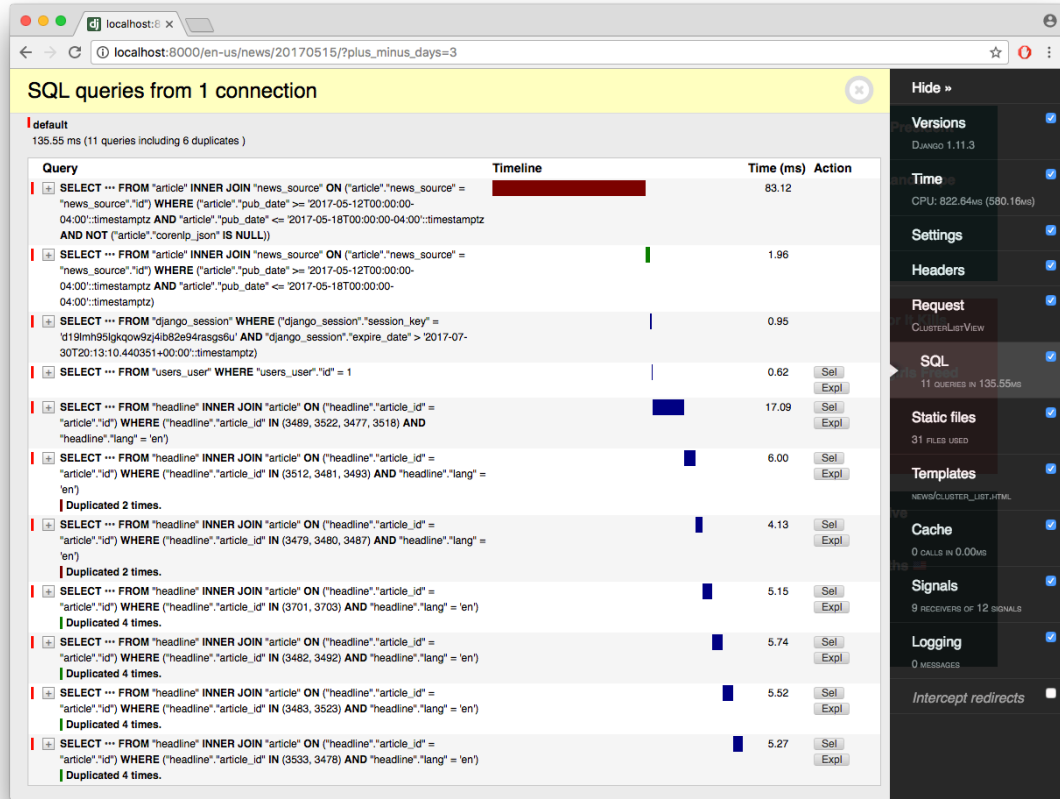 localhost:8
localhost:8000/en-us/news/20170515/?plus_minus_days=3
SQL queries from 1 connection
default
135.55 ms (11 queries including 6 duplicates )
Query Timeline Time (ms) Action
SELECT ••• FROM "article" INNER JOIN "news_source" ON ("article"."news_source" = 83.12
"news_source"."id") WHERE ("article"."pub_date" >= '2017-05-12T00:00:00-
04:00'::timestamptz AND "article"."pub_date" <= '2017-05-18T00:00:00-04:00'::timestamptz
AND NOT ("article"."corenlp_json" IS NULL))
SELECT ••• FROM "article" INNER JOIN "news_source" ON ("article"."news_source" = 1.96
"news_source"."id") WHERE ("article"."pub_date" >= '2017-05-12T00:00:00-
04:00'::timestamptz AND "article"."pub_date" <= '2017-05-18T00:00:00-
04:00'::timestamptz)
SELECT ••• FROM "django_session" WHERE ("django_session"."session_key" = 0.95
'd19lmh95lgkqow9zj4ib82e94rasgs6u' AND "django_session"."expire_date" > '2017-07-
30T20:13:10.440351+00:00'::timestamptz)
SELECT ••• FROM "users_user" WHERE "users_user"."id" = 1 0.62 Sel
Expl
SELECT ••• FROM "headline" INNER JOIN "article" ON ("headline"."article_id" = 17.09 Sel
"article"."id") WHERE ("headline"."article_id" IN (3489, 3522, 3477, 3518) AND Expl
"headline"."lang" = 'en')
SELECT ••• FROM "headline" INNER JOIN "article" ON ("headline"."article_id" = 6.00 Sel
"article"."id") WHERE ("headline"."article_id" IN (3512, 3481, 3493) AND "headline"."lang" = Expl
'en')
Duplicated 2 times.
SELECT ••• FROM "headline" INNER JOIN "article" ON ("headline"."article_id" = 4.13 Sel
"article"."id") WHERE ("headline"."article_id" IN (3479, 3480, 3487) AND "headline"."lang" = Expl
'en')
Duplicated 2 times.
SELECT ••• FROM "headline" INNER JOIN "article" ON ("headline"."article_id" = 5.15 Sel
"article"."id") WHERE ("headline"."article_id" IN (3701, 3703) AND "headline"."lang" = 'en') Expl
Duplicated 4 times.
SELECT ••• FROM "headline" INNER JOIN "article" ON ("headline"."article_id" = 5.74 Sel
"article"."id") WHERE ("headline"."article_id" IN (3482, 3492) AND "headline"."lang" = 'en') Expl
Duplicated 4 times.
SELECT ••• FROM "headline" INNER JOIN "article" ON ("headline"."article_id" = 5.52 Sel
"article"."id") WHERE ("headline"."article_id" IN (3483, 3523) AND "headline"."lang" = 'en') Expl
Duplicated 4 times.
SELECT ••• FROM "headline" INNER JOIN "article" ON ("headline"."article_id" = 5.27 Sel
"article"."id") WHERE ("headline"."article_id" IN (3533, 3478) AND "headline"."lang" = 'en') Expl
Duplicated 4 times.
Hide »
Versions
Django 1.11.3
Time
CPU: 822.64ms (580.16ms)
Settings
Headers
Request
ClusterListView
SQL
11 queries in 135.55ms
Static files
31 files used
Templates
news/cluster_list.html
Cache
0 calls in 0.00ms
Signals
9 receivers of 12 signals
Logging
0 messages
Intercept redirects